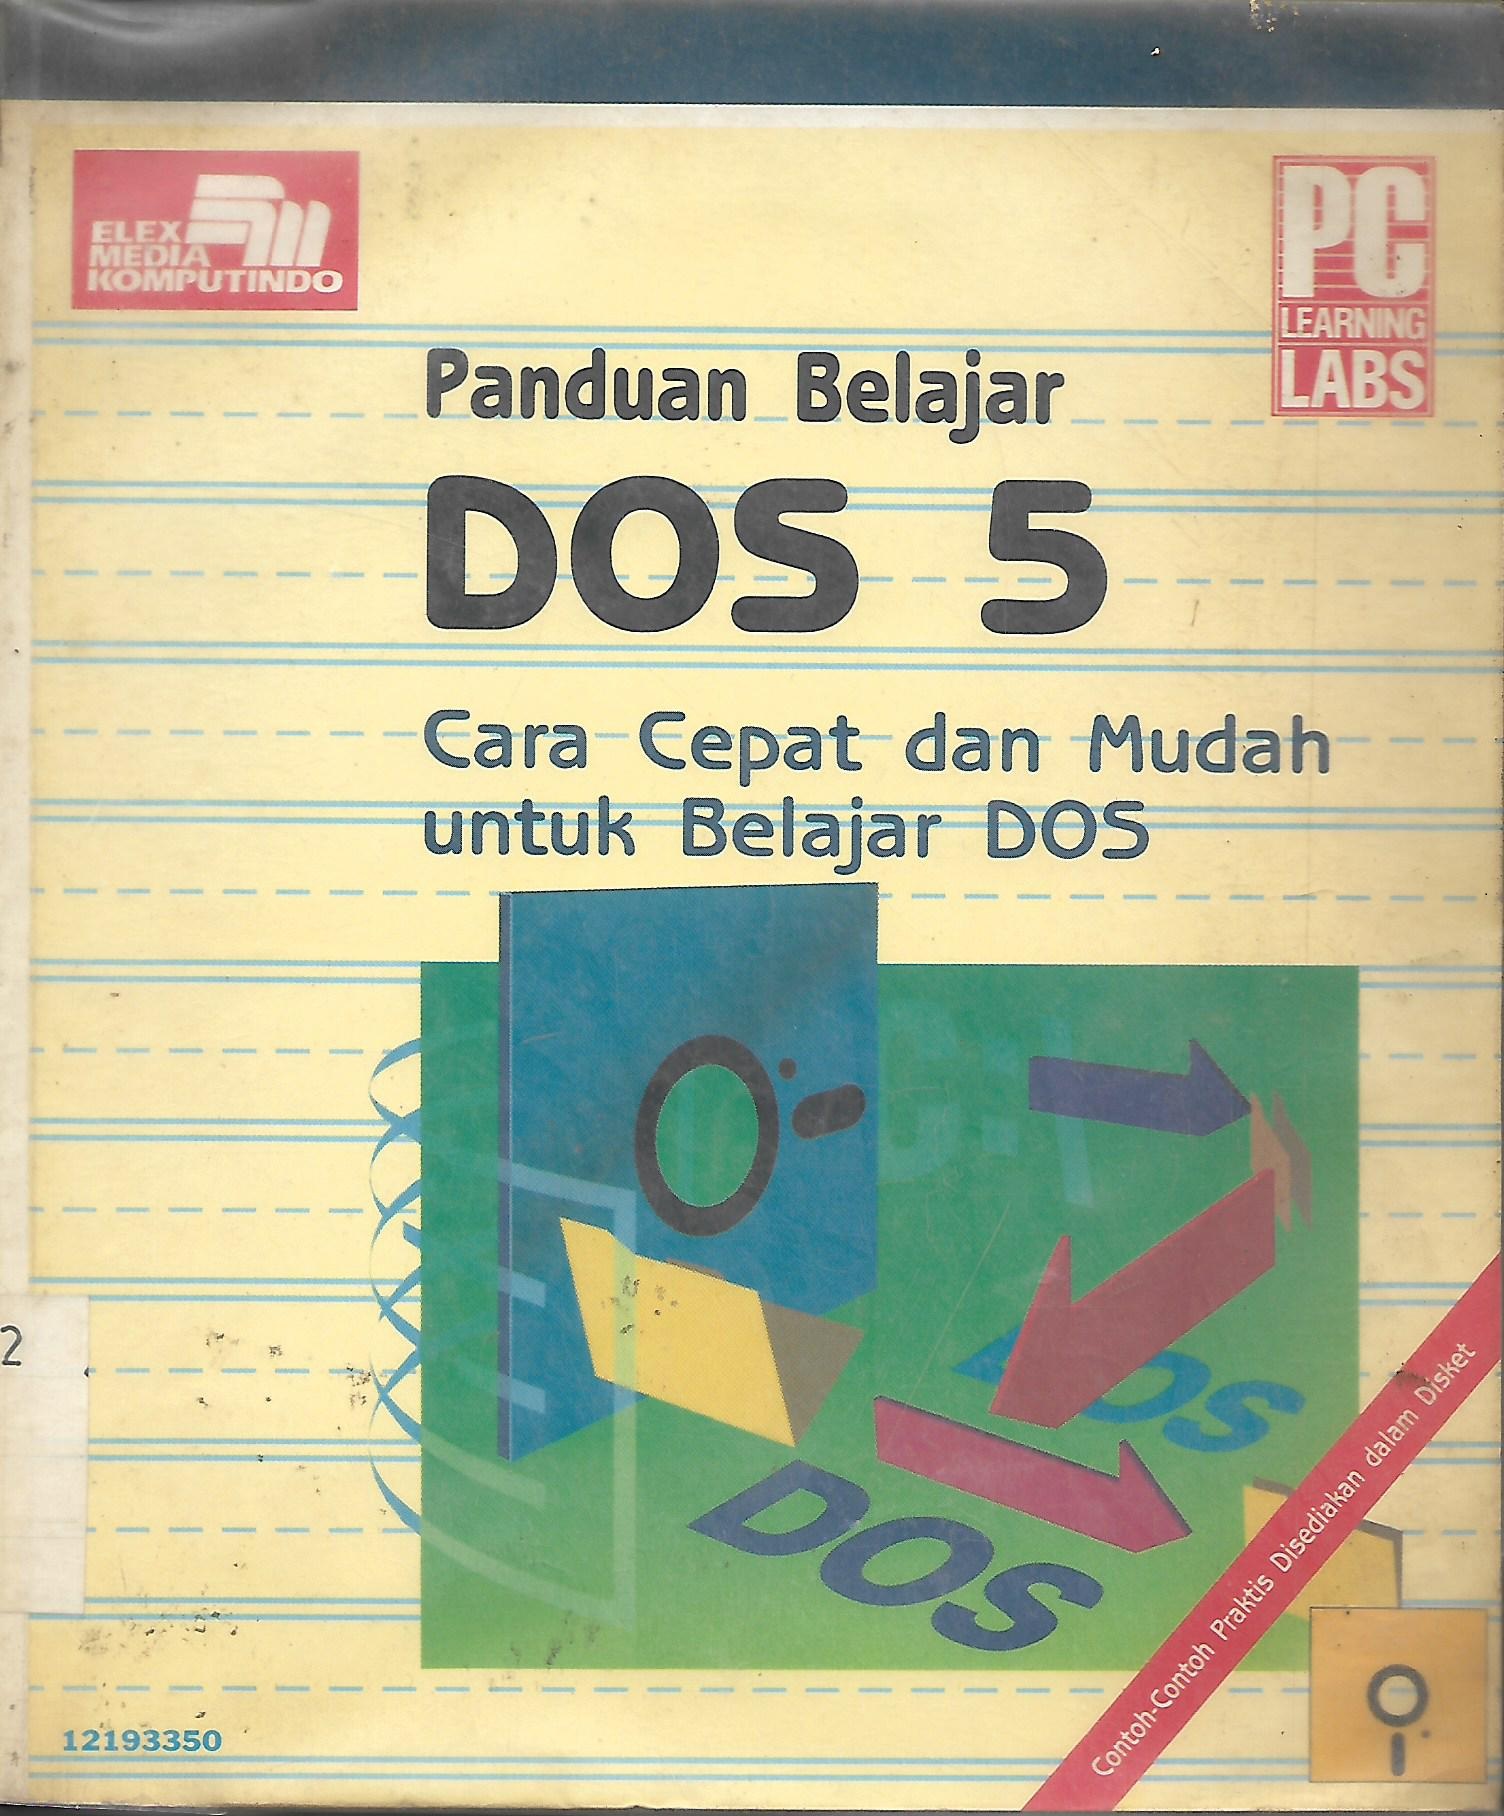 ELEX
MEDIA
KOMPUTINDO
PC
LEARNING
LABS
Panduan Belajar
DOS 5
Cara Cepat dan Mudah
untuk Belajar DOS
C:\
DOS
DOS
Contoh-Contoh Praktis Disediakan dalam Disket
2
12193350